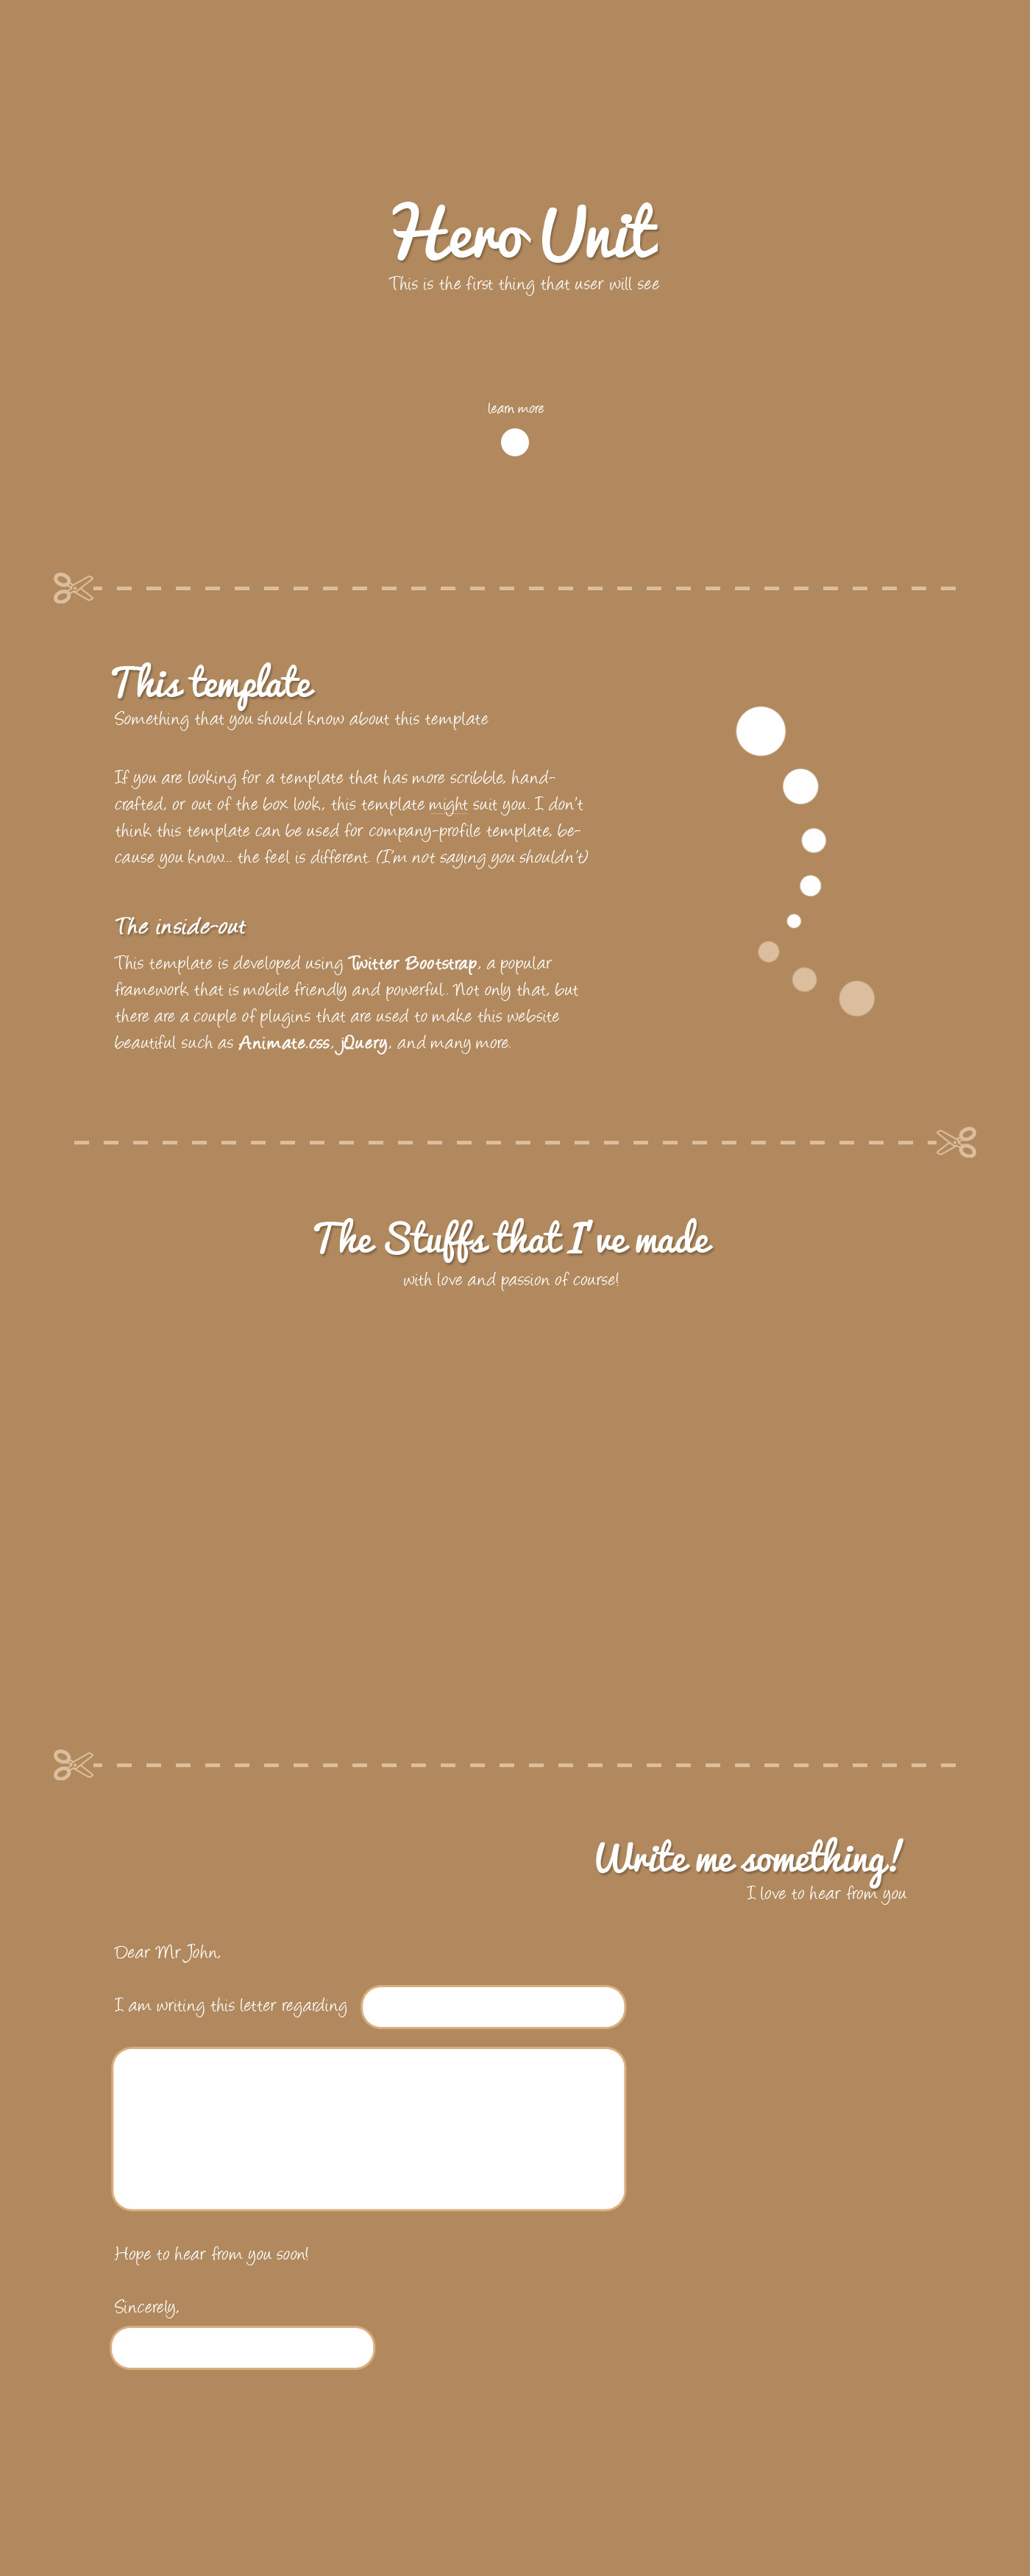 Hero Unit
This is the first thing that user will see
learn more
This template
Something that you should know about this template
If you are looking for a template that has more scribble, hand-
crafted, or out of the box look, this template might suit you. I don't
think this template can be used for company-profile template, be-
cause you know... the feel is different. (I'm not saying you shouldn't)
The inside-out
This template is developed using Twitter Bootstrap, a popular
framework that is mobile friendly and powerful.. Not only that, but
there are a couple of plugins that are used to make this website
beautiful such as Animate.css, jQuery, and many more.
The Stuffs that I've made
with love and passion of course!
Write me something!
I love to hear from you
Dear Mr John,
I am writing this letter regarding
Hope to hear from you soon!
Sincerely,